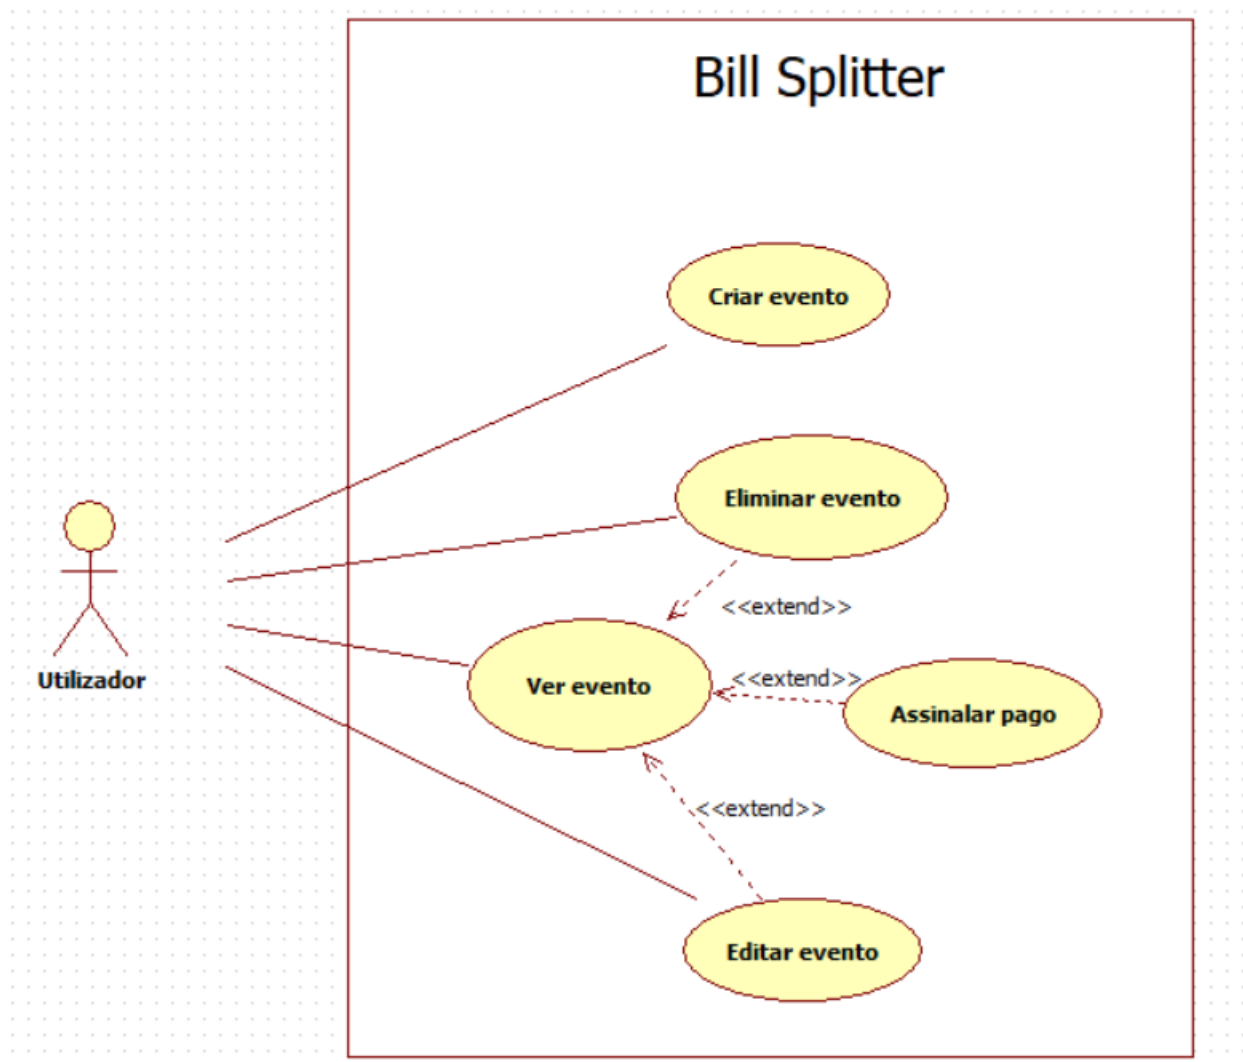 Bill Splitter
Criar evento
Eliminar evento
<<extend>>
Ver evento
<<extend>>
Assinalar pago
Utilizador
<<extend>>
Editar evento